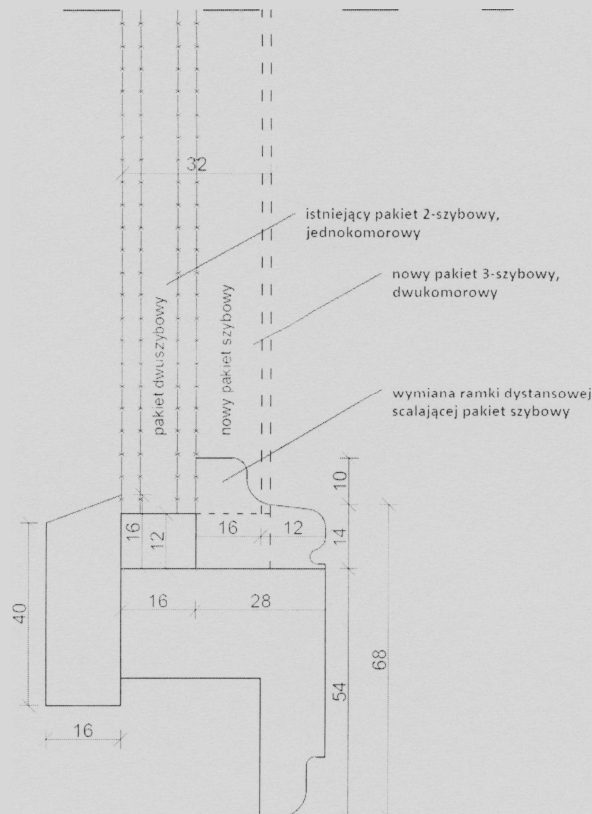 32
istniejący pakiet 2-szybowy,
jednokomorowy
nowy pakiet 3-szybowy,
dwukomorowy
pakiet dwuszybowy
nowy pakiet szybowy
wymiana ramki dystansowej
scalającej pakiet szybowy
10
16
12
16
12
14
40
16
28
68
54
16